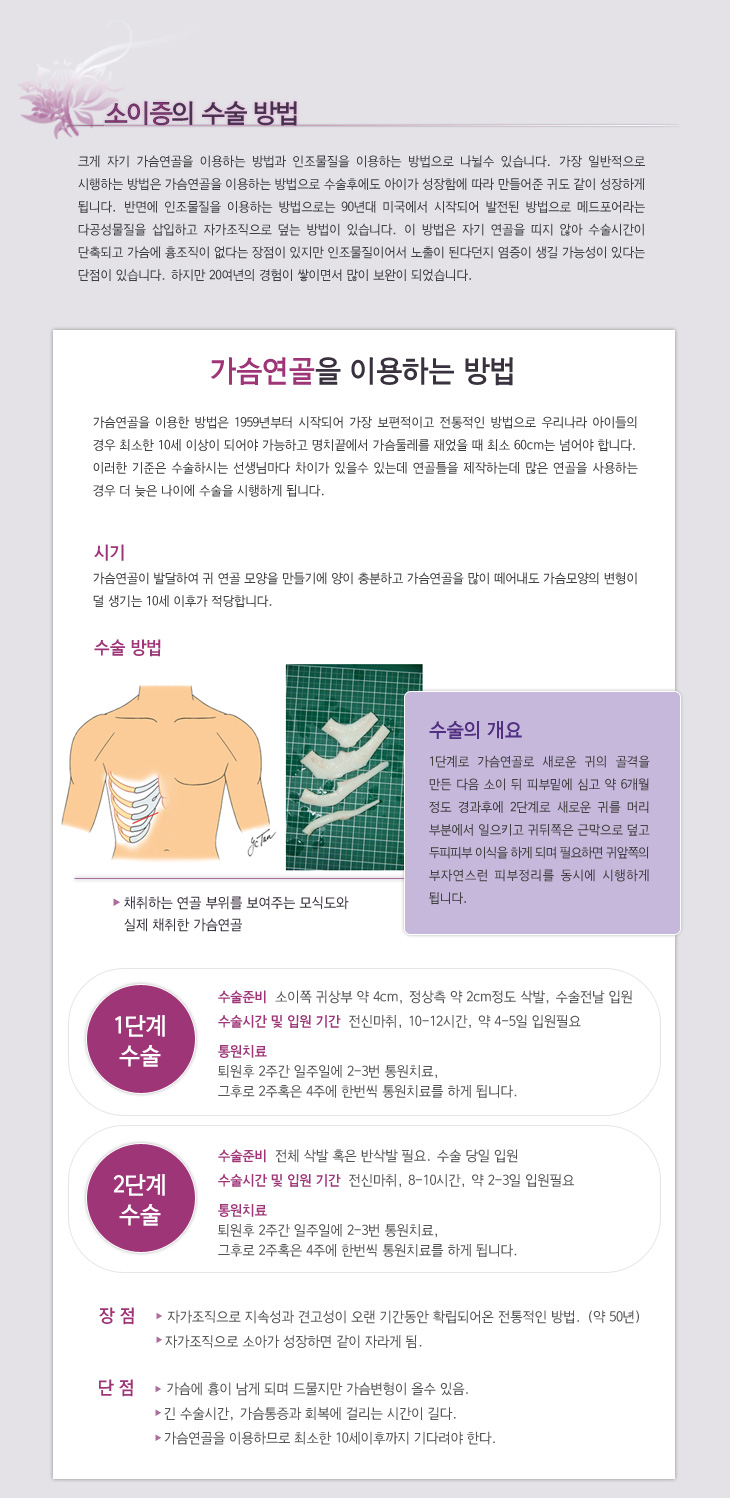 소이증의 수술 방법
크게 자기 가슴연골을 이용하는 방법과 인조물질을 이용하는 방법으로 나뉠수 있습니다. 가장 일반적으로
시행하는 방법은 가슴연골을 이용하는 방법으로 수술후에도 아이가 성장함에 따라 만들어준 귀도 같이 성장하게
됩니다. 반면에 인조물질을 이용하는 방법으로는 90년대 미국에서 시작되어 발전된 방법으로 메드포어라는
다공성물질을 삽입하고 자가조직으로 덮는 방법이 있습니다. 이 방법은 자기 연골을 띠지 않아 수술시간이
단축되고 가슴에 흉조직이 없다는 장점이 있지만 인조물질이어서 노출이 된다던지 염증이 생길 가능성이 있다는
단점이 있습니다. 하지만 20여년의 경험이 쌓이면서 많이 보완이 되었습니다.
가슴연골을 이용하는 방법
가슴연골을 이용한 방법은 1959년부터 시작되어 가장 보편적이고 전통적인 방법으로 우리나라 아이들의
경우 최소한 10세 이상이 되어야 가능하고 명치끝에서 가슴둘레를 재었을 때 최소 60cm는 넘어야 합니다.
이러한 기준은 수술하시는 선생님마다 차이가 있을수 있는데 연골틀을 제작하는데 많은 연골을 사용하는
경우 더 늦은 나이에 수술을 시행하게 됩니다.
시기
가슴연골이 발달하여 귀 연골 모양을 만들기에 양이 충분하고 가슴연골을 많이 떼어내도 가슴모양의 변형이
덜 생기는 10세 이후가 적당합니다.
수술 방법
수술의 개요
1단계로 가슴연골로 새로운 귀의 골격을
만든 다음 소이 뒤 피부밑에 심고 약 6개월
정도 경과후에 2단계로 새로운 귀를 머리
부분에서 일으키고 귀뒤쪽은 근막으로 덮고
두피피부 이식을 하게 되며 필요하면 귀앞쪽의
부자연스런 피부정리를 동시에 시행하게
됩니다.
채취하는 연골 부위를 보여주는 모식도와
실제 채취한 가슴연골
1단계
수술
수술준비 소이쪽 귀상부 약 4cm, 정상측 약 2cm정도 삭발, 수술전날 입원
수술시간 및 입원 기간 전신마취, 10-12시간, 약 4-5일 입원필요
통원치료
퇴원후 2주간 일주일에 2-3번 통원치료,
그후로 2주혹은 4주에 한번씩 통원치료를 하게 됩니다.
2단계
수술
수술준비 전체 삭발 혹은 반삭발 필요. 수술 당일 입원
수술시간 및 입원 기간 전신마취, 8-10시간, 약 2-3일 입원필요
통원치료
퇴원후 2주간 일주일에 2-3번 통원치료,
그후로 2주혹은 4주에 한번씩 통원치료를 하게 됩니다.
장 점
자가조직으로 지속성과 견고성이 오랜 기간동안 확립되어온 전통적인 방법. (약 50년)
자가조직으로 소아가 성장하면 같이 자라게 됨.
단 점
가슴에 흉이 남게 되며 드물지만 가슴변형이 올수 있음.
긴 수술시간, 가슴통증과 회복에 걸리는 시간이 길다.
가슴연골을 이용하므로 최소한 10세이후까지 기다려야 한다.